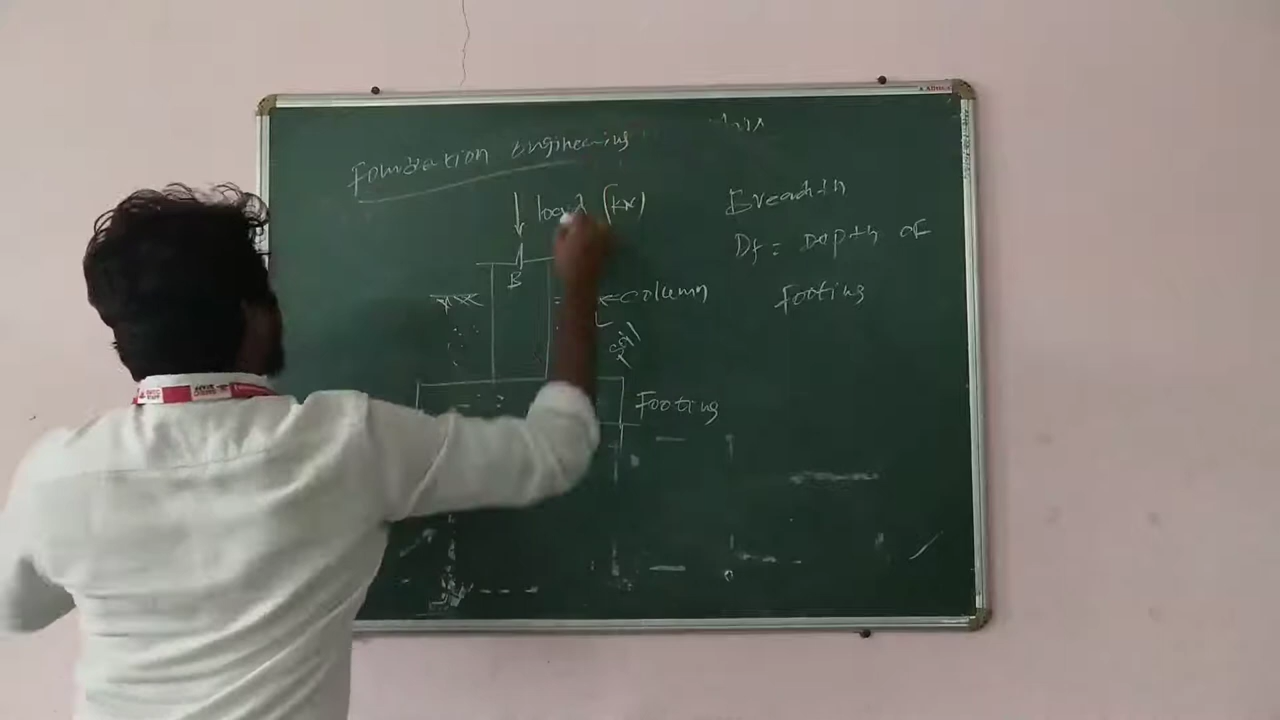 Foundation Engineering
load (kN)
B
column
soil
Footing
Breadth
Df = Depth of
footing